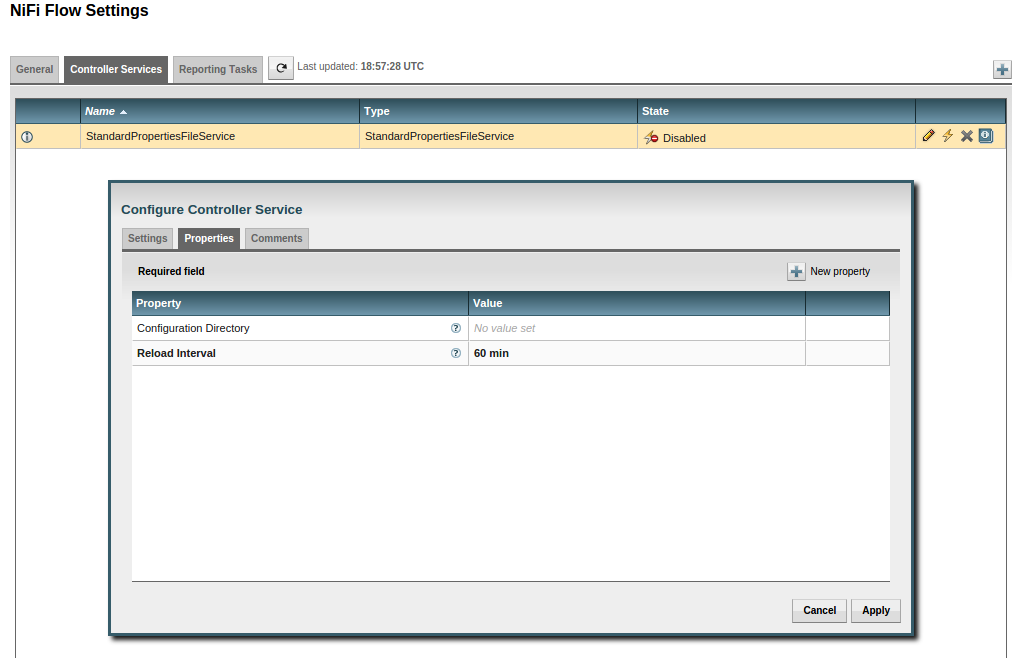 NiFi Flow Settings
General Controller Services Reporting Tasks Last updated: 18:57:28 UTC
Name Type State
StandardPropertiesFileService StandardPropertiesFileService Disabled
Configure Controller Service
Settings Properties Comments
Required field New property
Property Value
Configuration Directory ? No value set
Reload Interval ? 60 min
Cancel Apply